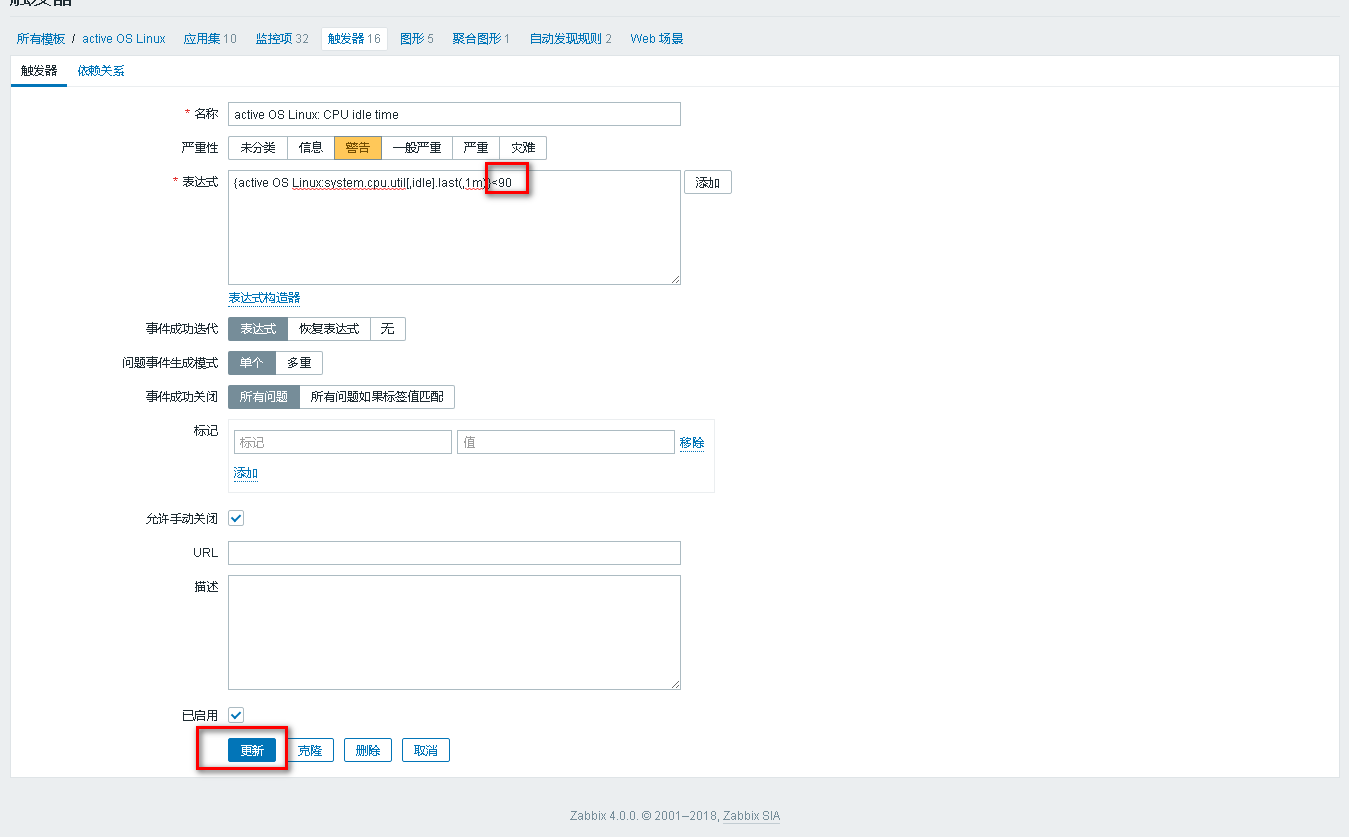 触发器
所有模板 / active OS Linux 应用集 10 监控项 32 触发器 16 图形 5 聚合图形 1 自动发现规则 2 Web 场景
触发器 依赖关系
* 名称 active OS Linux: CPU idle time
严重性 未分类 信息 警告 一般严重 严重 灾难
* 表达式 {active OS Linux:system.cpu.util[,idle].last(,1m)}<90 添加
表达式构造器
事件成功迭代 表达式 恢复表达式 无
问题事件生成模式 单个 多重
事件成功关闭 所有问题 所有问题如果标签值匹配
标记 标记 值 移除
添加
允许手动关闭
URL
描述
已启用
更新 克隆 删除 取消
Zabbix 4.0.0. © 2001–2018, Zabbix SIA